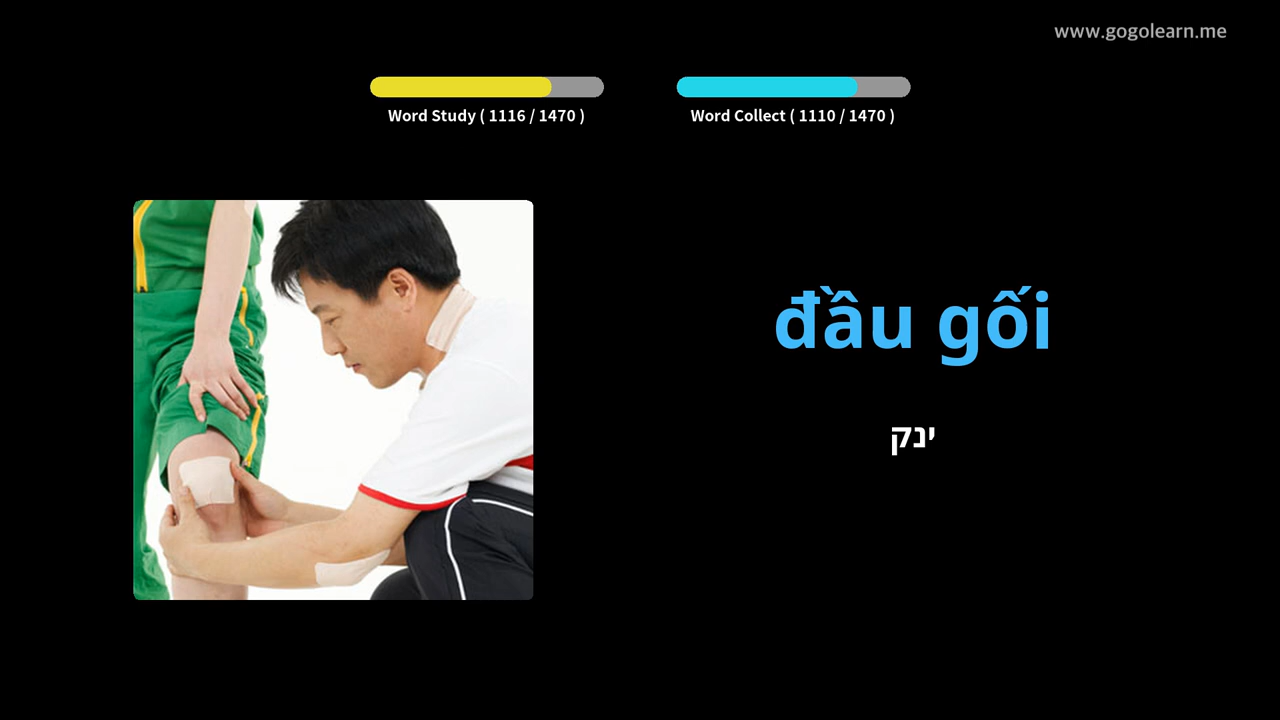 www.gogolearn.me
Word Study ( 1116 / 1470 )
Word Collect ( 1110 / 1470 )
đầu gối
ינק